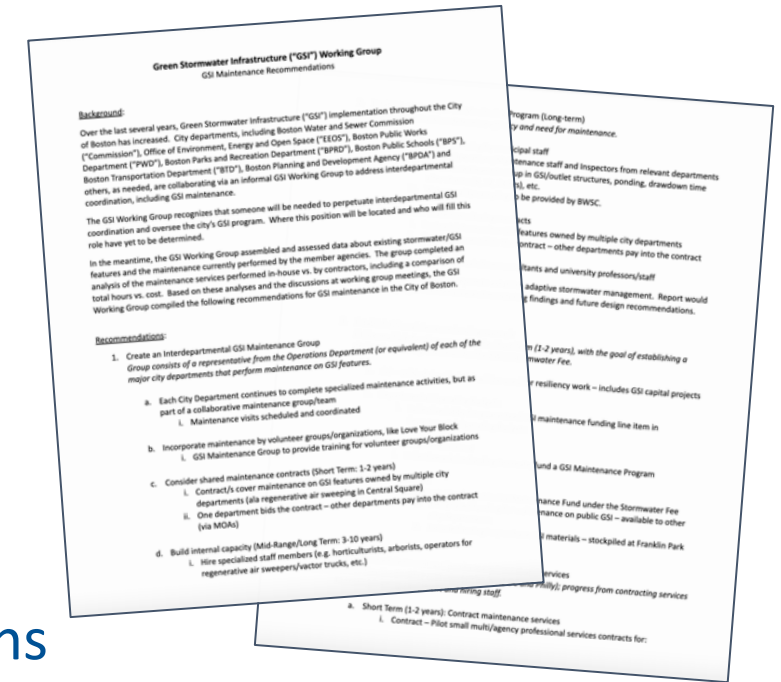 Green Stormwater Infrastructure ("GSI") Working Group
GSI Maintenance Recommendations
Background:
Over the last several years, Green Stormwater Infrastructure ("GSI") implementation throughout the City
of Boston has increased. City departments, including Boston Water and Sewer Commission
("Commission"), Office of Environment, Energy and Open Space ("EEOS"), Boston Public Works
Department ("PWD"), Boston Parks and Recreation Department ("BPRD"), Boston Public Schools ("BPS"),
Boston Transportation Department ("BTD"), Boston Planning and Development Agency ("BPDA") and
others, as needed, are collaborating via an informal GSI Working Group to address interdepartmental
coordination, including GSI maintenance.
The GSI Working Group recognizes that someone will be needed to perpetuate interdepartmental GSI
coordination and oversee the city's GSI program. Where this position will be located and who will fill this
role have yet to be determined.
In the meantime, the GSI Working Group assembled and assessed data about existing stormwater/GSI
features and the maintenance currently performed by the member agencies. The group completed an
analysis of the maintenance services performed in-house vs. by contractors, including a comparison of
total hours vs. cost. Based on these analyses and the discussions at working group meetings, the GSI
Working Group compiled the following recommendations for GSI maintenance in the City of Boston.
Recommendations:
1. Create an Interdepartmental GSI Maintenance Group
Group consists of a representative from the Operations Department (or equivalent) of each of the
major city departments that perform maintenance on GSI features.
a. Each City Department continues to complete specialized maintenance activities, but as
part of a collaborative maintenance group/team
i. Maintenance visits scheduled and coordinated
b. Incorporate maintenance by volunteer groups/organizations, like Love Your Block
i. GSI Maintenance Group to provide training for volunteer groups/organizations
c. Consider shared maintenance contracts (Short Term: 1-2 years)
i. Contract/s cover maintenance on GSI features owned by multiple city
departments (ala regenerative air sweeping in Central Square)
ii. One department bids the contract – other departments pay into the contract
(via MOAs)
d. Build internal capacity (Mid-Range/Long Term: 3-10 years)
i. Hire specialized staff members (e.g. horticulturists, arborists, operators for
regenerative air sweepers/vactor trucks, etc.)
Program (Long-term)
and need for maintenance.
staff
maintenance staff and Inspectors from relevant departments
in GSI/outlet structures, ponding, drawdown time
etc.
be provided by BWSC.
features owned by multiple city departments
contract – other departments pay into the contract
and university professors/staff
adaptive stormwater management. Report would
findings and future design recommendations.
(1-2 years), with the goal of establishing a
Fee.
resiliency work – includes GSI capital projects
maintenance funding line item in
fund a GSI Maintenance Program
Fund under the Stormwater Fee
on public GSI – available to other
materials – stockpiled at Franklin Park
services
Philly); progress from contracting services
and hiring staff.
a. Short Term (1-2 years): Contract maintenance services
i. Contract – Pilot small multi/agency professional services contracts for:
ns